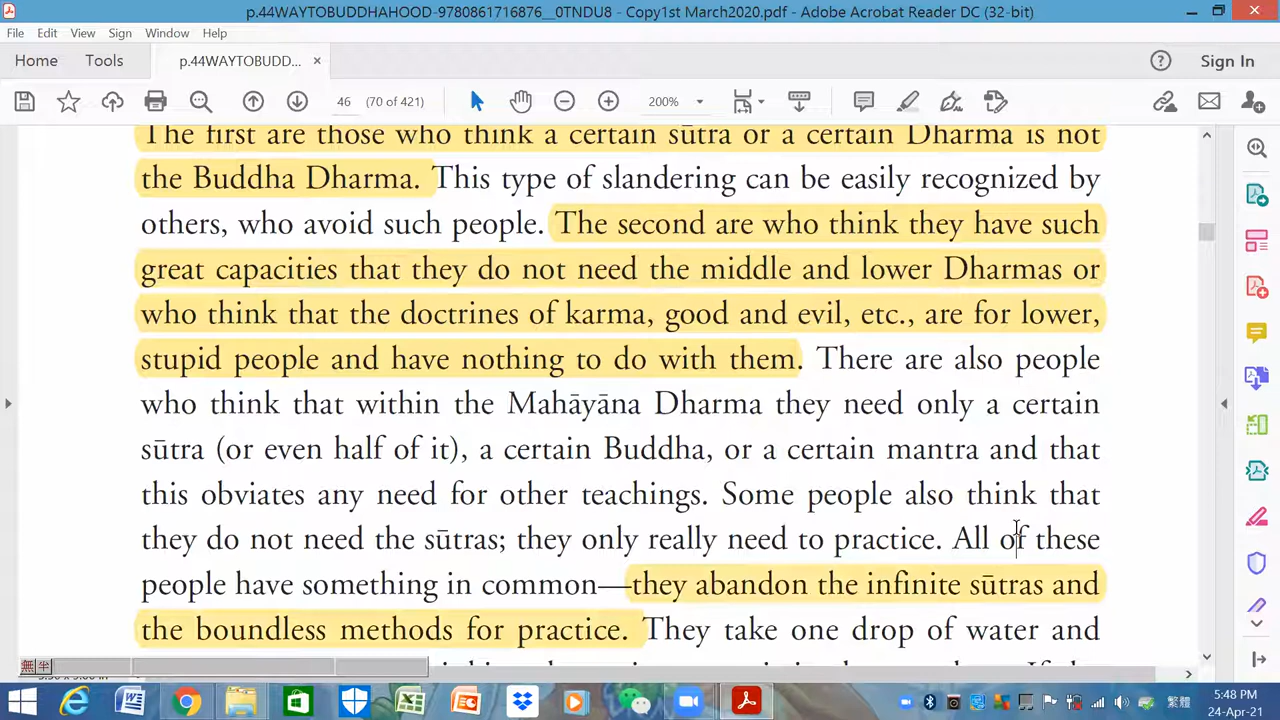 p.44WAYTOBUDDHAHOOD-9780861716876__0TNDU8 - Copy1st March2020.pdf - Adobe Acrobat Reader DC (32-bit)
File Edit View Sign Window Help
Home Tools p.44WAYTOBUDD... × Sign In
46 (70 of 421) 200%
The first are those who think a certain sūtra or a certain Dharma is not
the Buddha Dharma. This type of slandering can be easily recognized by
others, who avoid such people. The second are who think they have such
great capacities that they do not need the middle and lower Dharmas or
who think that the doctrines of karma, good and evil, etc., are for lower,
stupid people and have nothing to do with them. There are also people
who think that within the Mahāyāna Dharma they need only a certain
sūtra (or even half of it), a certain Buddha, or a certain mantra and that
this obviates any need for other teachings. Some people also think that
they do not need the sūtras; they only really need to practice. All of these
people have something in common—they abandon the infinite sūtras and
the boundless methods for practice. They take one drop of water and
無 半
繁體
5:48 PM
24-Apr-21